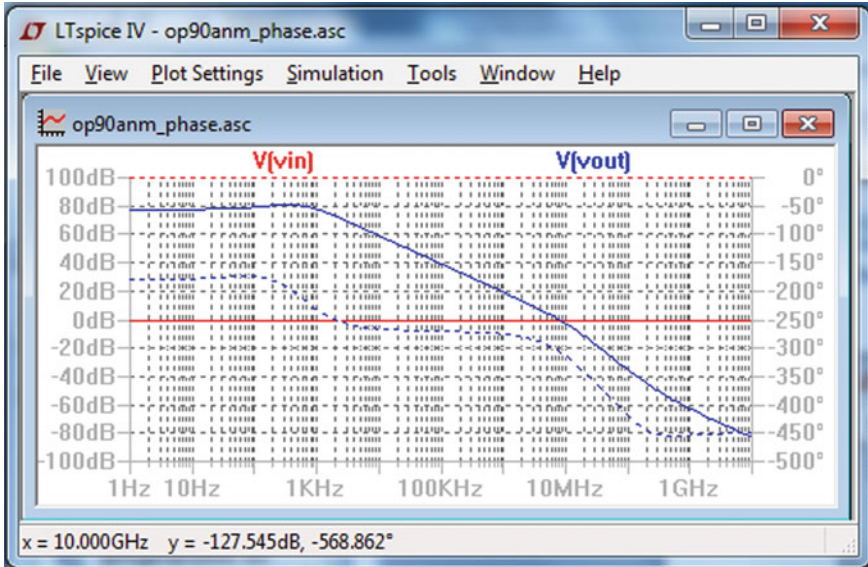 LTspice IV - op90anm_phase.asc
File View Plot Settings Simulation Tools Window Help
op90anm_phase.asc
V(vin) V(vout)
100dB 0°
80dB -50°
60dB -100°
40dB -150°
20dB -200°
0dB -250°
-20dB -300°
-40dB -350°
-60dB -400°
-80dB -450°
-100dB -500°
1Hz 10Hz 1KHz 100KHz 10MHz 1GHz
x = 10.000GHz y = -127.545dB, -568.862°